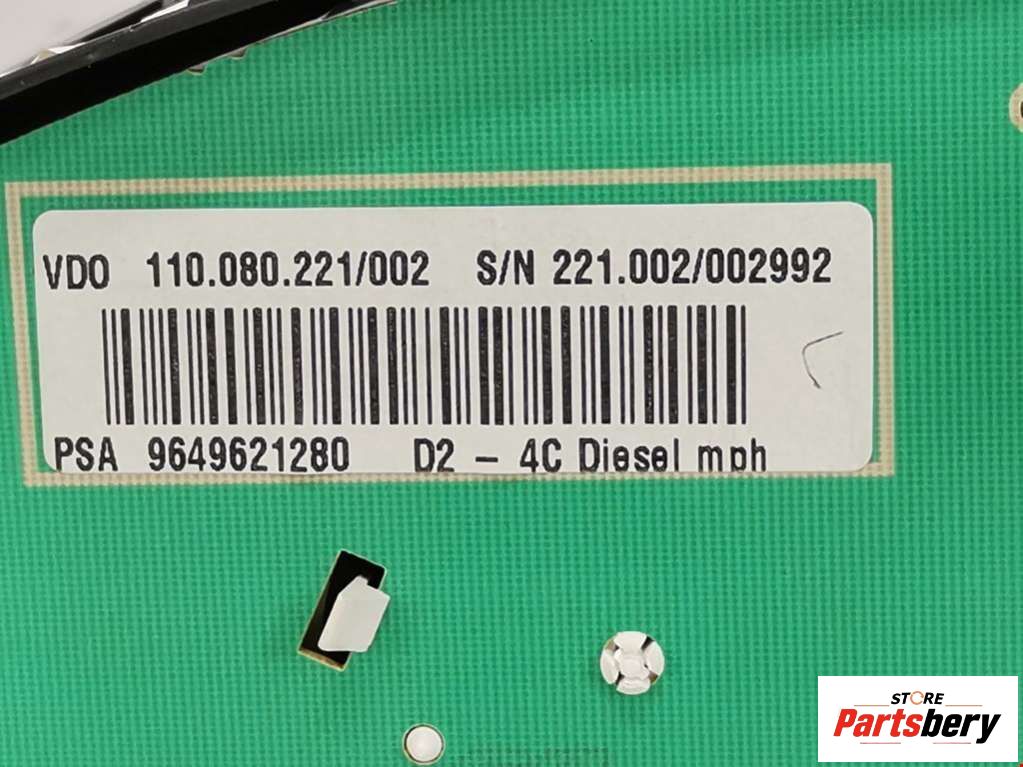 VDO 110.080.221/002 S/N 221.002/002992
PSA 9649621280 D2 - 4C Diesel mph
STORE
Partsbery